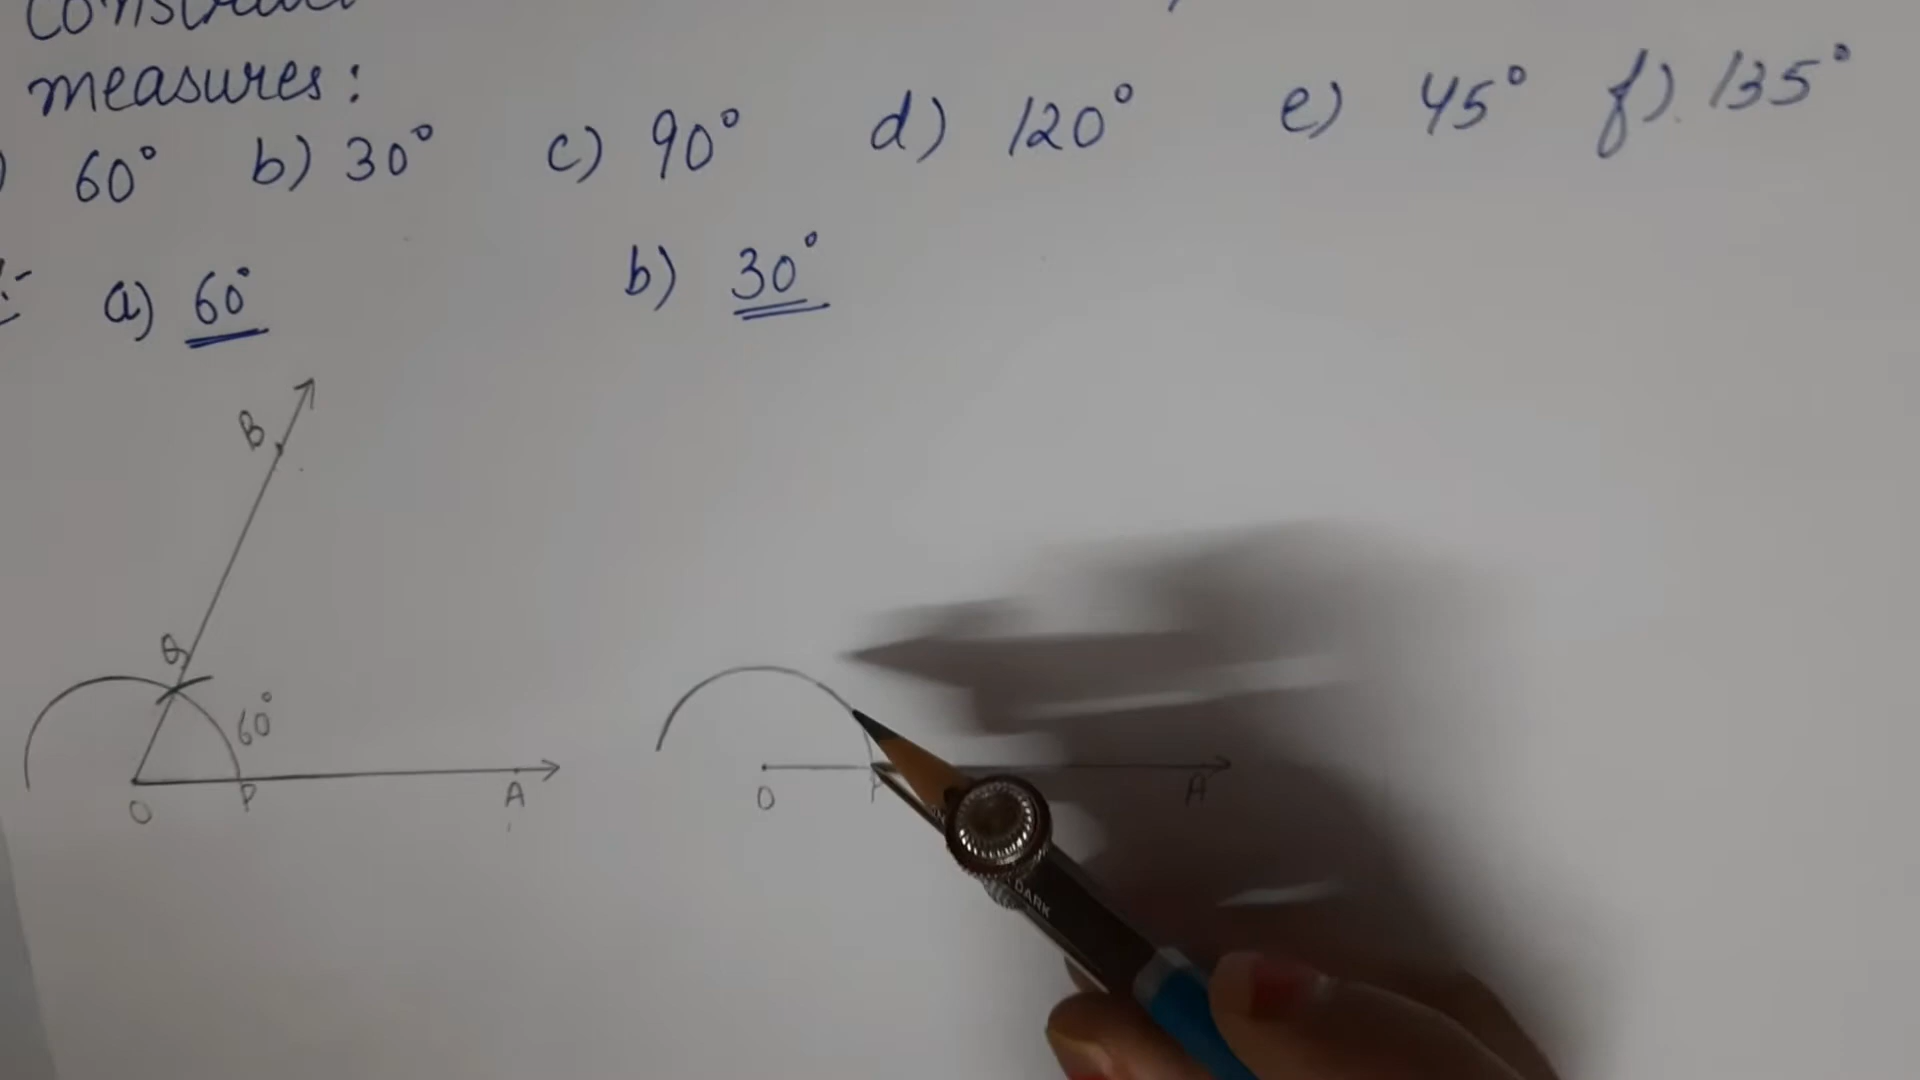 measures:
60° b) 30° c) 90° d) 120° e) 45° f) 135°
a) 60° b) 30°
B
Q
60°
O P A
O P A
DARK